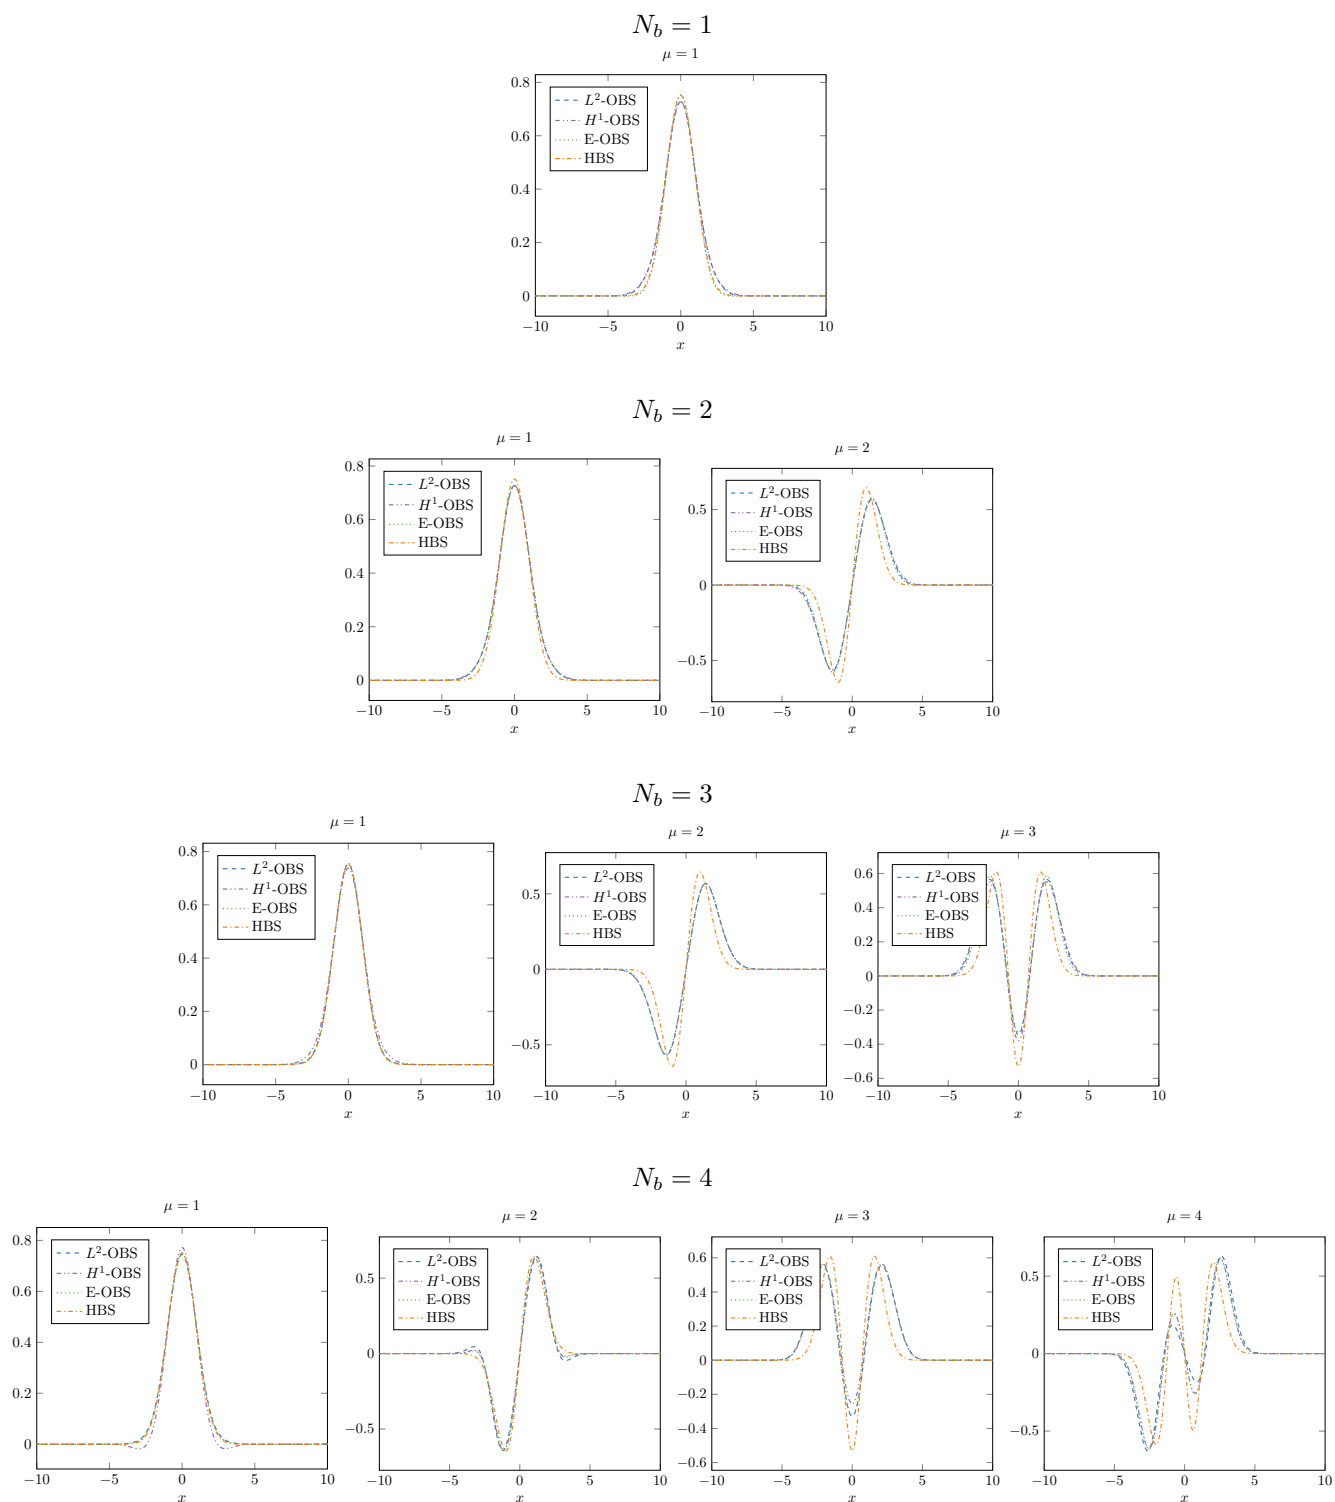 N_b = 1
μ = 1
0.8
0.6
0.4
0.2
0
L²-OBS
H¹-OBS
E-OBS
HBS
−10 −5 0 5 10
x
N_b = 2
μ = 1
0.8
0.6
0.4
0.2
0
L²-OBS
H¹-OBS
E-OBS
HBS
−10 −5 0 5 10
x
μ = 2
0.5
0
−0.5
L²-OBS
H¹-OBS
E-OBS
HBS
−10 −5 0 5 10
x
N_b = 3
μ = 1
0.8
0.6
0.4
0.2
0
L²-OBS
H¹-OBS
E-OBS
HBS
−10 −5 0 5 10
x
μ = 2
0.5
0
−0.5
L²-OBS
H¹-OBS
E-OBS
HBS
−10 −5 0 5 10
x
μ = 3
0.6
0.4
0.2
0
−0.2
−0.4
−0.6
L²-OBS
H¹-OBS
E-OBS
HBS
−10 −5 0 5 10
x
N_b = 4
μ = 1
0.8
0.6
0.4
0.2
0
L²-OBS
H¹-OBS
E-OBS
HBS
−10 −5 0 5 10
x
μ = 2
0.5
0
−0.5
L²-OBS
H¹-OBS
E-OBS
HBS
−10 −5 0 5 10
x
μ = 3
0.6
0.4
0.2
0
−0.2
−0.4
−0.6
L²-OBS
H¹-OBS
E-OBS
HBS
−10 −5 0 5 10
x
μ = 4
0.5
0
−0.5
L²-OBS
H¹-OBS
E-OBS
HBS
−10 −5 0 5 10
x